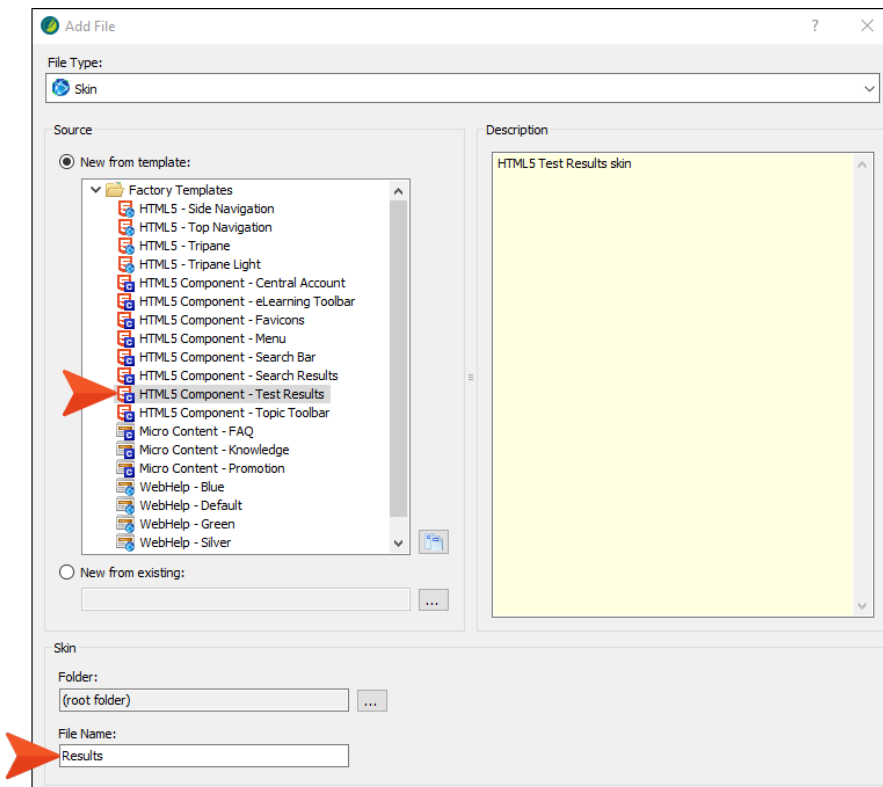 Add File
?
File Type:
Skin
Source
New from template:
Factory Templates
HTML5 - Side Navigation
HTML5 - Top Navigation
HTML5 - Tripane
HTML5 - Tripane Light
HTML5 Component - Central Account
HTML5 Component - eLearning Toolbar
HTML5 Component - Favicons
HTML5 Component - Menu
HTML5 Component - Search Bar
HTML5 Component - Search Results
HTML5 Component - Test Results
HTML5 Component - Topic Toolbar
Micro Content - FAQ
Micro Content - Knowledge
Micro Content - Promotion
WebHelp - Blue
WebHelp - Default
WebHelp - Green
WebHelp - Silver
New from existing:
...
Description
HTML5 Test Results skin
Skin
Folder:
(root folder)
...
File Name:
Results